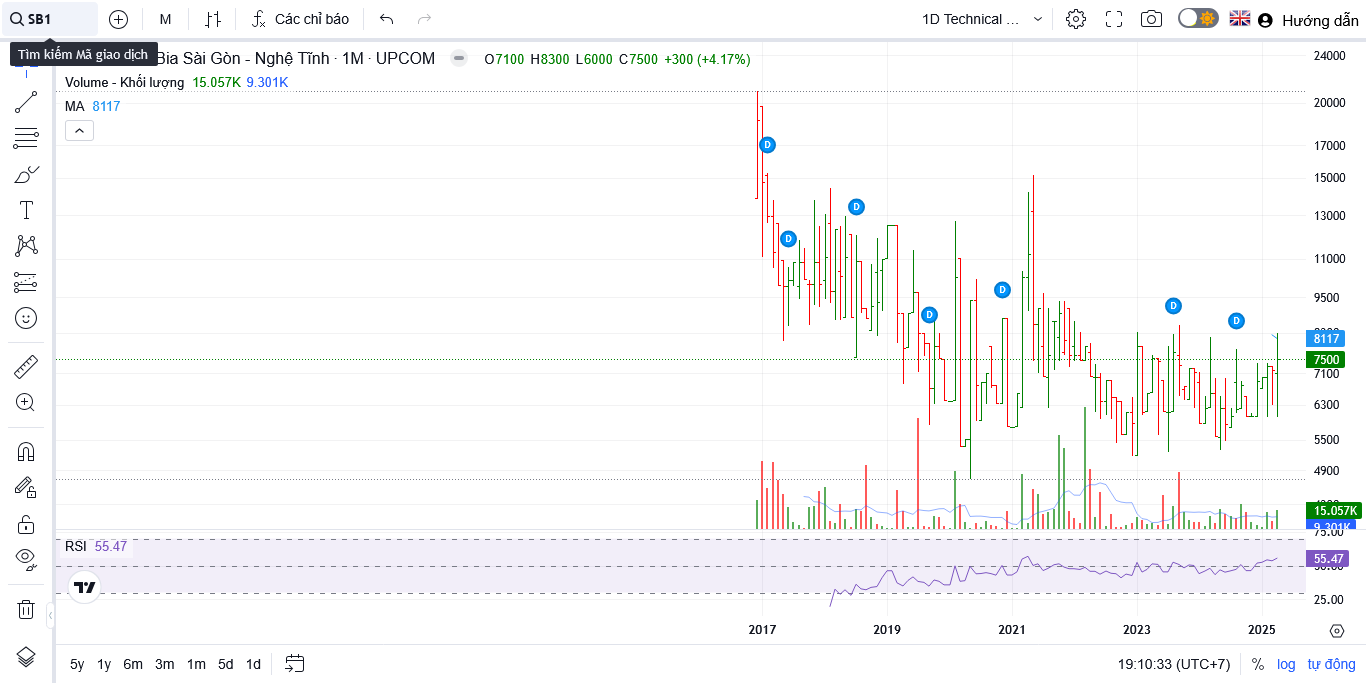 SB1
M
Các chỉ báo
1D Technical ...
Hướng dẫn
Tìm kiếm Mã giao dịch
Bia Sài Gòn - Nghệ Tĩnh · 1M · UPCOM
O7100 H8300 L6000 C7500 +300 (+4.17%)
Volume - Khối lượng 15.057K 9.301K
MA 8117
24000
20000
17000
15000
13000
11000
9500
8117
7500
7100
6300
5500
4900
15.057K
9.301K
75.00
55.47
50.00
25.00
D
D
D
D
D
D
D
RSI 55.47
2017 2019 2021 2023 2025
5y 1y 6m 3m 1m 5d 1d
19:10:33 (UTC+7) % log tự động